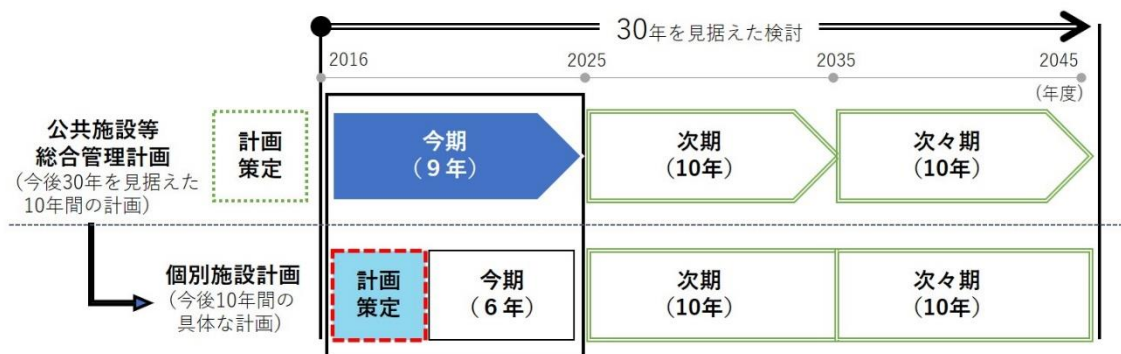 30年を見据えた検討
2016
2025
2035
2045
(年度)
公共施設等
総合管理計画
（今後30年を見据えた
10年間の計画）
計画
策定
今期
（９年）
次期
（10年）
次々期
（10年）
個別施設計画
（今後10年間の
具体な計画）
計画
策定
今期
（６年）
次期
（10年）
次々期
（10年）